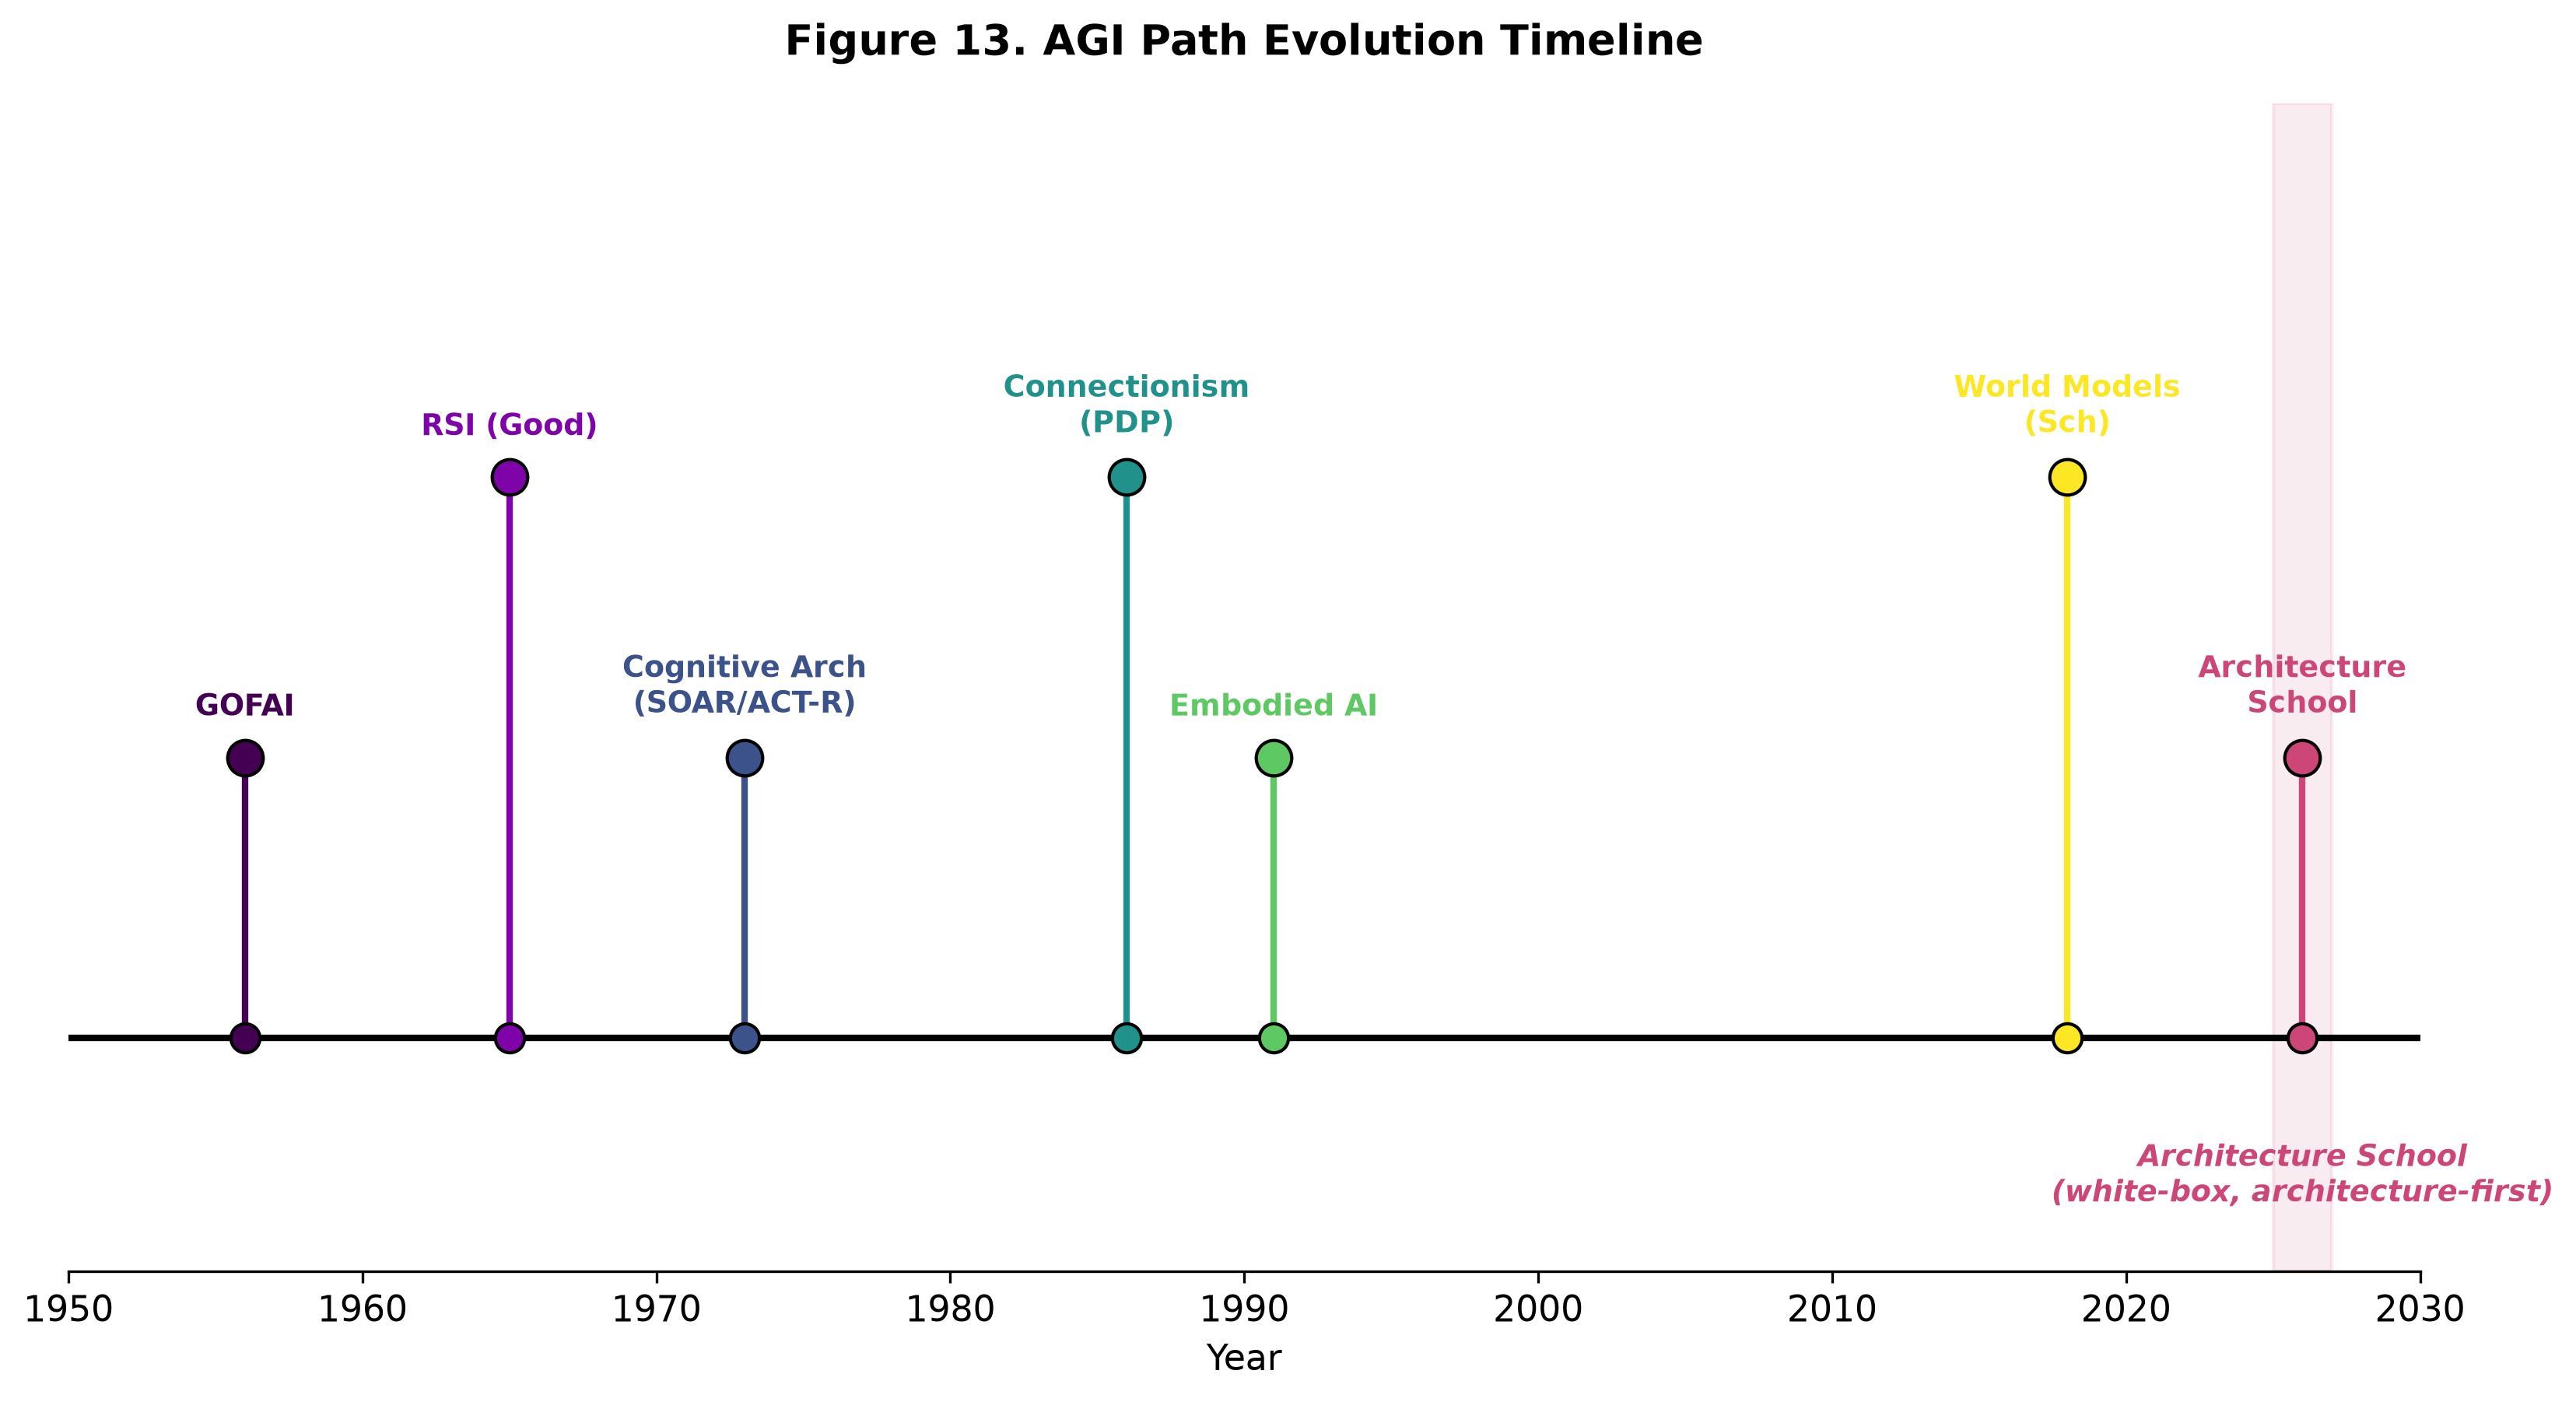 Figure 13. AGI Path Evolution Timeline
Connectionism
(PDP)
World Models
(Sch)
RSI (Good)
Cognitive Arch
(SOAR/ACT-R)
Architecture
School
GOFAI
Embodied AI
Architecture School
(white-box, architecture-first)
1950 1960 1970 1980 1990 2000 2010 2020 2030
Year